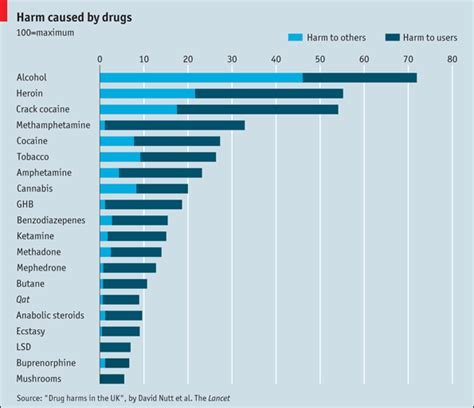 Harm caused by drugs
100=maximum
Harm to others Harm to users
0 10 20 30 40 50 60 70 80
Alcohol
Heroin
Crack cocaine
Methamphetamine
Cocaine
Tobacco
Amphetamine
Cannabis
GHB
Benzodiazepenes
Ketamine
Methadone
Mephedrone
Butane
Qat
Anabolic steroids
Ecstasy
LSD
Buprenorphine
Mushrooms
Source: "Drug harms in the UK", by David Nutt et al. The Lancet